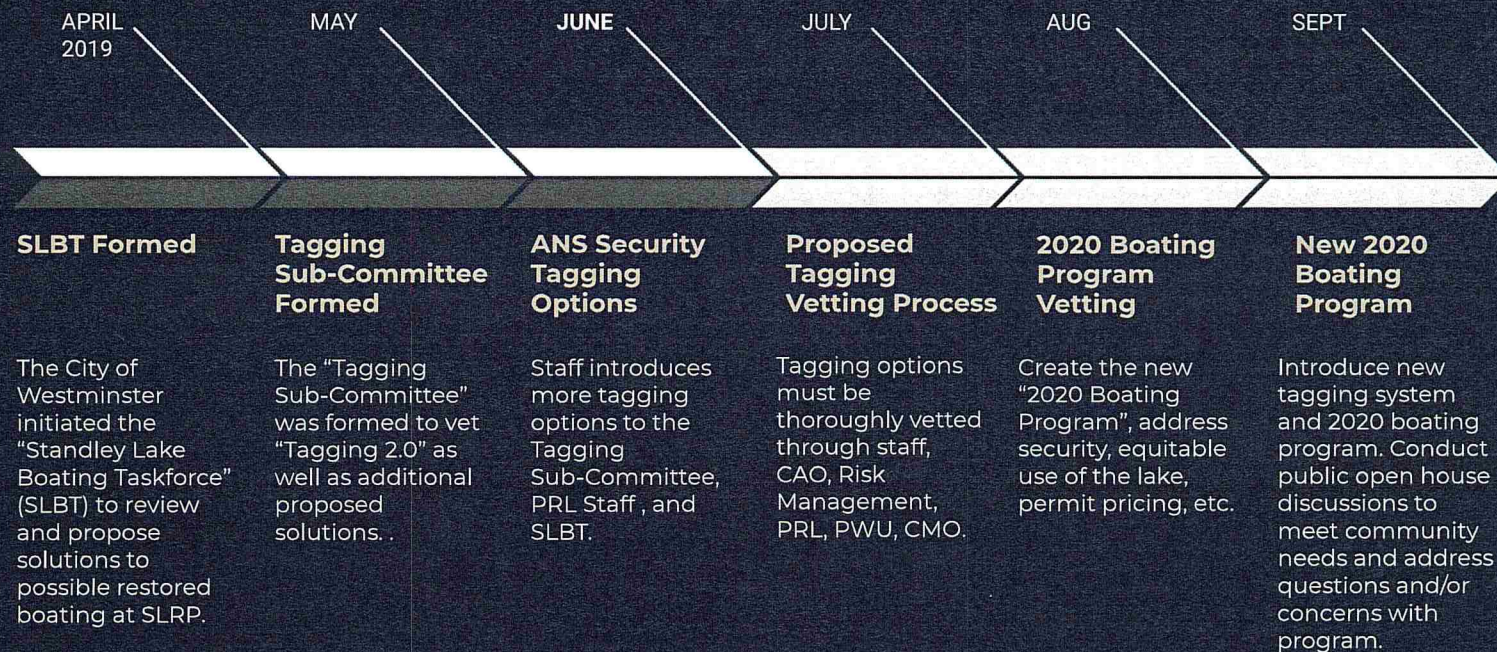 APRIL
2019
MAY
JUNE
JULY
AUG
SEPT
SLBT Formed
The City of
Westminster
initiated the
“Standley Lake
Boating Taskforce”
(SLBT) to review
and propose
solutions to
possible restored
boating at SLRP.
Tagging
Sub-Committee
Formed
The “Tagging
Sub-Committee”
was formed to vet
“Tagging 2.0” as
well as additional
proposed
solutions. .
ANS Security
Tagging
Options
Staff introduces
more tagging
options to the
Tagging
Sub-Committee,
PRL Staff , and
SLBT.
Proposed
Tagging
Vetting Process
Tagging options
must be
thoroughly vetted
through staff,
CAO, Risk
Management,
PRL, PWU, CMO.
2020 Boating
Program
Vetting
Create the new
“2020 Boating
Program”, address
security, equitable
use of the lake,
permit pricing, etc.
New 2020
Boating
Program
Introduce new
tagging system
and 2020 boating
program. Conduct
public open house
discussions to
meet community
needs and address
questions and/or
concerns with
program.